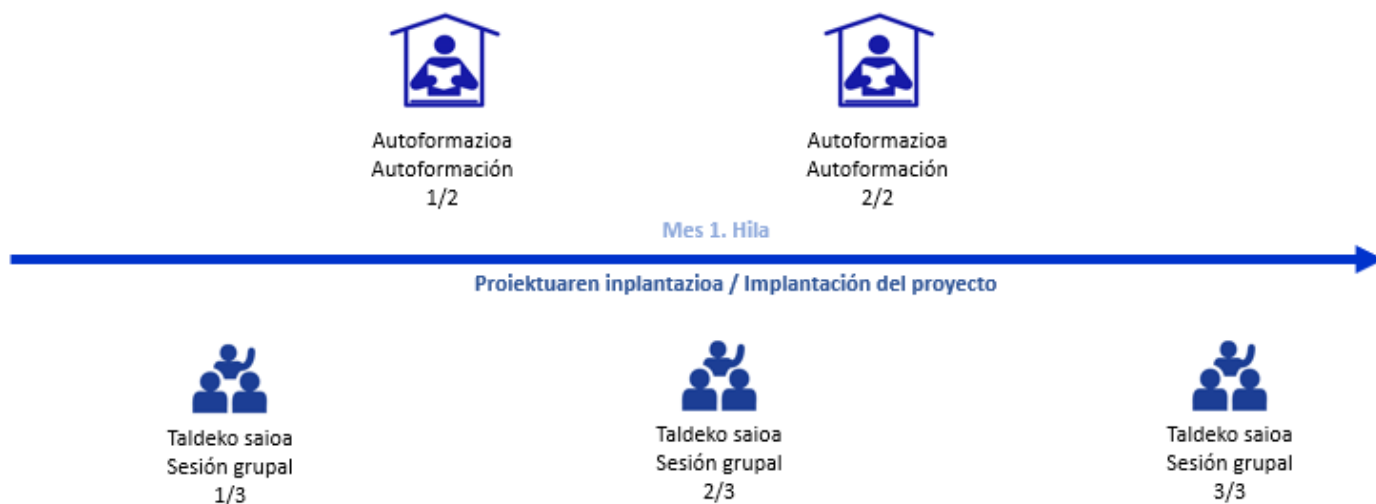 Autoformazioa
Autoformación
1/2
Autoformazioa
Autoformación
2/2
Mes 1. Hila
Proiektuaren inplantazioa / Implantación del proyecto
Taldeko saioa
Sesión grupal
1/3
Taldeko saioa
Sesión grupal
2/3
Taldeko saioa
Sesión grupal
3/3